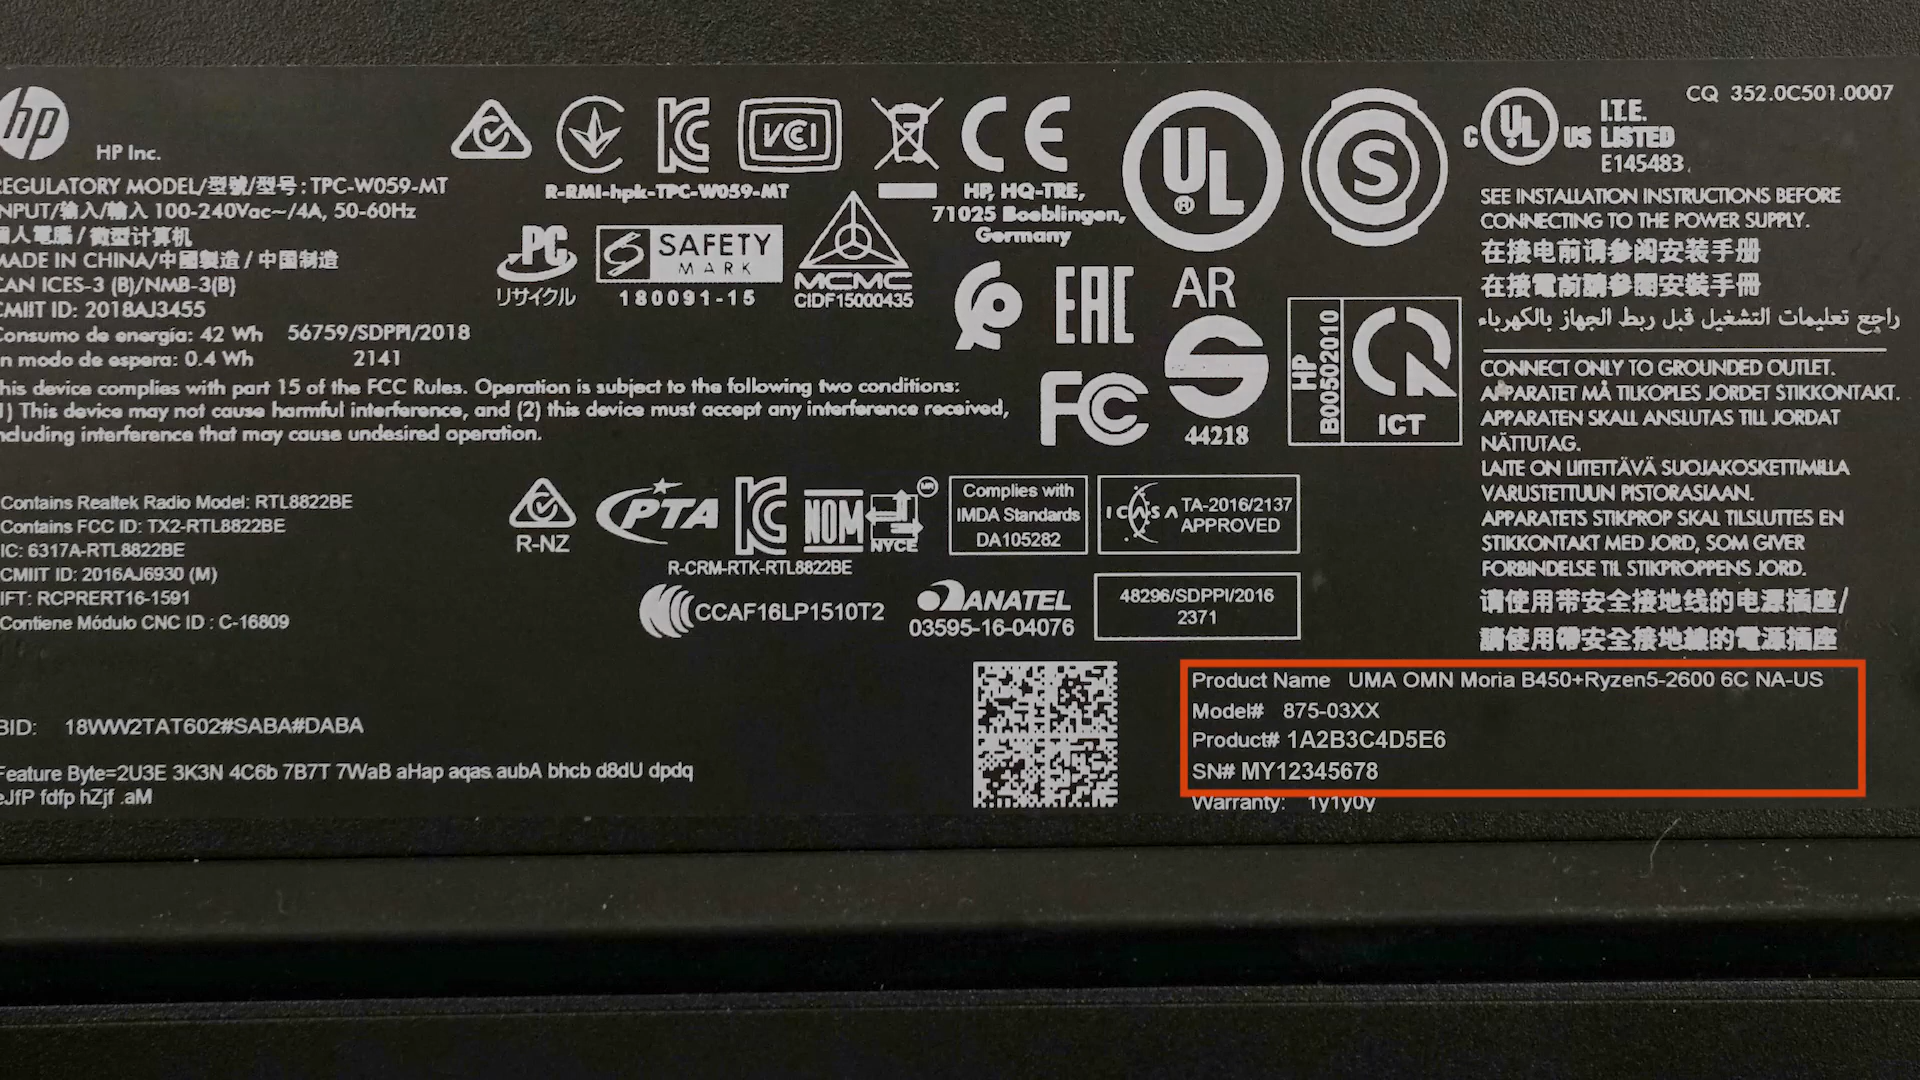 hp
HP Inc.
REGULATORY MODEL/型號/型号: TPC-W059-MT
INPUT/输入/輸入 100-240Vac~/4A, 50-60Hz
個人電腦 / 微型计算机
MADE IN CHINA/中國製造 / 中国制造
CAN ICES-3 (B)/NMB-3(B)
CMIIT ID: 2018AJ3455
Consumo de energía: 42 Wh 56759/SDPPI/2018
En modo de espera: 0.4 Wh 2141
This device complies with part 15 of the FCC Rules. Operation is subject to the following two conditions:
1) This device may not cause harmful interference, and (2) this device must accept any interference received,
including interference that may cause undesired operation.
KC
VCI
CE
R-RMI-hpk-TPC-W059-MT
HP, HQ-TRE,
71025 Boeblingen,
Germany
PC
リサイクル
SAFETY
MARK
180091-15
MCMC
CIDF15000435
UL
®
S
EAC
AR
FC
44218
HP
B00502010
ICT
C UL US
I.T.E.
LISTED
E145483
CQ 352.0C501.0007
SEE INSTALLATION INSTRUCTIONS BEFORE
CONNECTING TO THE POWER SUPPLY.
在接电前请参阅安装手册
在接電前請參閱安裝手冊
راجع تعليمات التشغيل قبل ربط الجهاز بالكهرباء
CONNECT ONLY TO GROUNDED OUTLET.
APPARATET MÅ TILKOPLES JORDET STIKKONTAKT.
APPARATEN SKALL ANSLUTAS TILL JORDAT
NÄTTUTAG.
LAITE ON LIITETTÄVÄ SUOJAKOSKETTIMILLA
VARUSTETTUUN PISTORASIAAN.
APPARATETS STIKPROP SKAL TILSLUTTES EN
STIKKONTAKT MED JORD, SOM GIVER
FORBINDELSE TIL STIKPROPPENS JORD.
请使用带安全接地线的电源插座/
請使用帶安全接地線的電源插座
Contains Realtek Radio Model: RTL8822BE
Contains FCC ID: TX2-RTL8822BE
IC: 6317A-RTL8822BE
CMIIT ID: 2016AJ6930 (M)
IFT: RCPRERT16-1591
Contiene Módulo CNC ID : C-16809
R-NZ
PTA
KC
NOM
NYCE
MR
R-CRM-RTK-RTL8822BE
Complies with
IMDA Standards
DA105282
ICASA
TA-2016/2137
APPROVED
CCAF16LP1510T2
ANATEL
03595-16-04076
48296/SDPPI/2016
2371
BID: 18WW2TAT602#SABA#DABA
Feature Byte=2U3E 3K3N 4C6b 7B7T 7WaB aHap aqas aubA bhcb d8dU dpdq
eJfP fdfp hZjf .aM
Product Name UMA OMN Moria B450+Ryzen5-2600 6C NA-US
Model# 875-03XX
Product# 1A2B3C4D5E6
SN# MY12345678
Warranty: 1y1y0y